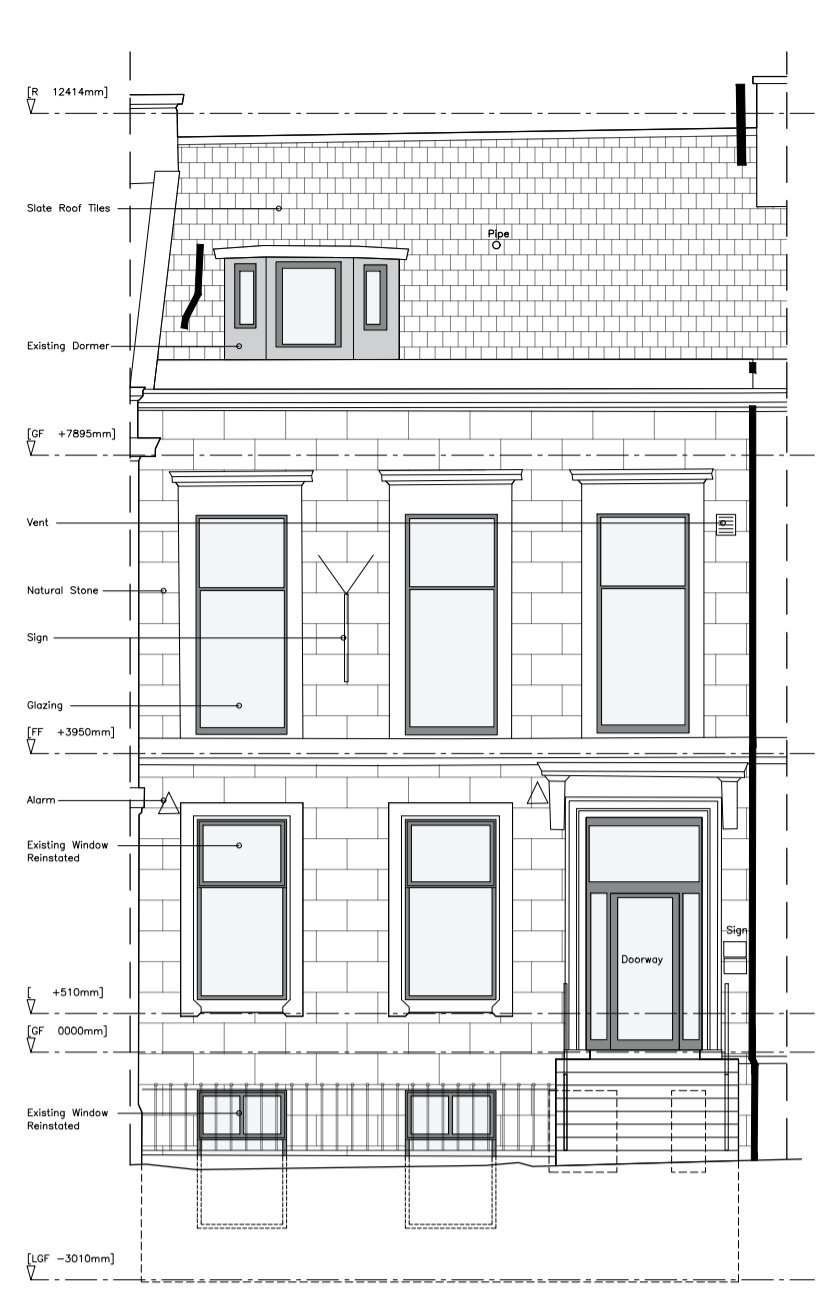 [R 12414mm]
Slate Roof Tiles
Pipe
Existing Dormer
[GF +7895mm]
Vent
Natural Stone
Sign
Glazing
[FF +3950mm]
Alarm
Existing Window
Reinstated
Sign
Doorway
[ +510mm]
[GF 0000mm]
Existing Window
Reinstated
[LGF -3010mm]